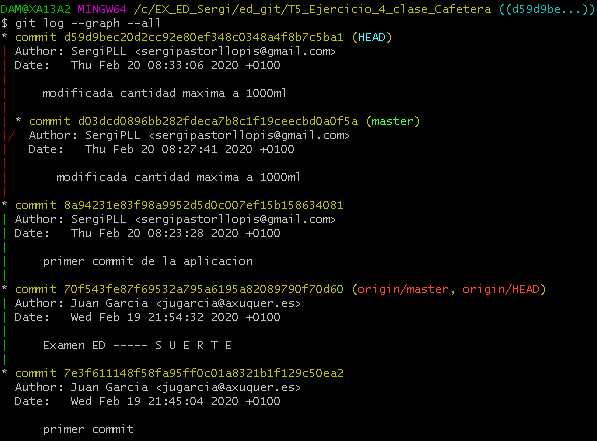 DAM@XA13A2 MINGW64 /c/EX_ED_Sergi/ed_git/T5_Ejercicio_4_clase_Cafetera ((d59d9be...))
$ git log --graph --all
* commit d59d9bec20d2cc92e80ef348c0348a4f8b7c5ba1 (HEAD)
| Author: SergiPLL <sergipastorllopis@gmail.com>
| Date:   Thu Feb 20 08:33:06 2020 +0100
|
|     modificada cantidad maxima a 1000ml
|
| * commit d03dcd0896bb282fdeca7b8c1f19ceecbd0a0f5a (master)
|/  Author: SergiPLL <sergipastorllopis@gmail.com>
|   Date:   Thu Feb 20 08:27:41 2020 +0100
|
|       modificada cantidad maxima a 1000ml
|
* commit 8a94231e83f98a9952d5d0c007ef15b158634081
| Author: SergiPLL <sergipastorllopis@gmail.com>
| Date:   Thu Feb 20 08:23:28 2020 +0100
|
|     primer commit de la aplicacion
|
* commit 70f543fe87f69532a795a6195a82089790f70d60 (origin/master, origin/HEAD)
| Author: Juan Garcia <jugarcia@axuquer.es>
| Date:   Wed Feb 19 21:54:32 2020 +0100
|
|     Examen ED ----- S U E R T E
|
* commit 7e3f611148f58fa95ff0c01a8321b1f129c50ea2
  Author: Juan Garcia <jugarcia@axuquer.es>
  Date:   Wed Feb 19 21:45:04 2020 +0100

      primer commit